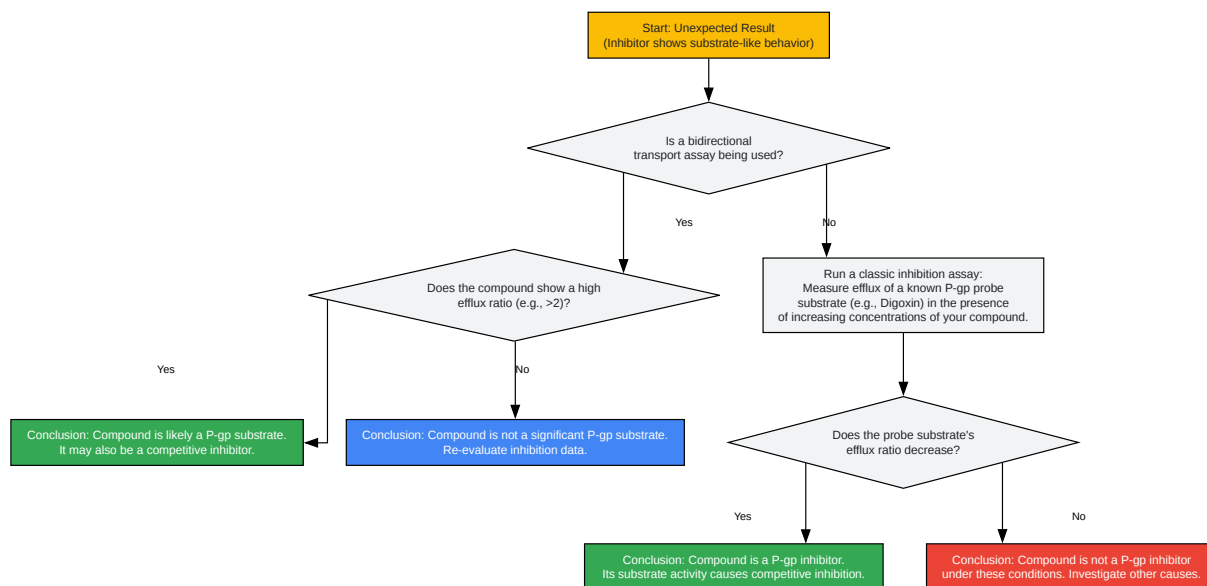 Start: Unexpected Result
(Inhibitor shows substrate-like behavior)
Is a bidirectional
transport assay being used?
Yes
No
Does the compound show a high
efflux ratio (e.g., >2)?
Run a classic inhibition assay:
Measure efflux of a known P-gp probe
substrate (e.g., Digoxin) in the presence
of increasing concentrations of your compound.
Yes
No
Conclusion: Compound is likely a P-gp substrate.
It may also be a competitive inhibitor.
Conclusion: Compound is not a significant P-gp substrate.
Re-evaluate inhibition data.
Does the probe substrate's
efflux ratio decrease?
Yes
No
Conclusion: Compound is a P-gp inhibitor.
Its substrate activity causes competitive inhibition.
Conclusion: Compound is not a P-gp inhibitor
under these conditions. Investigate other causes.